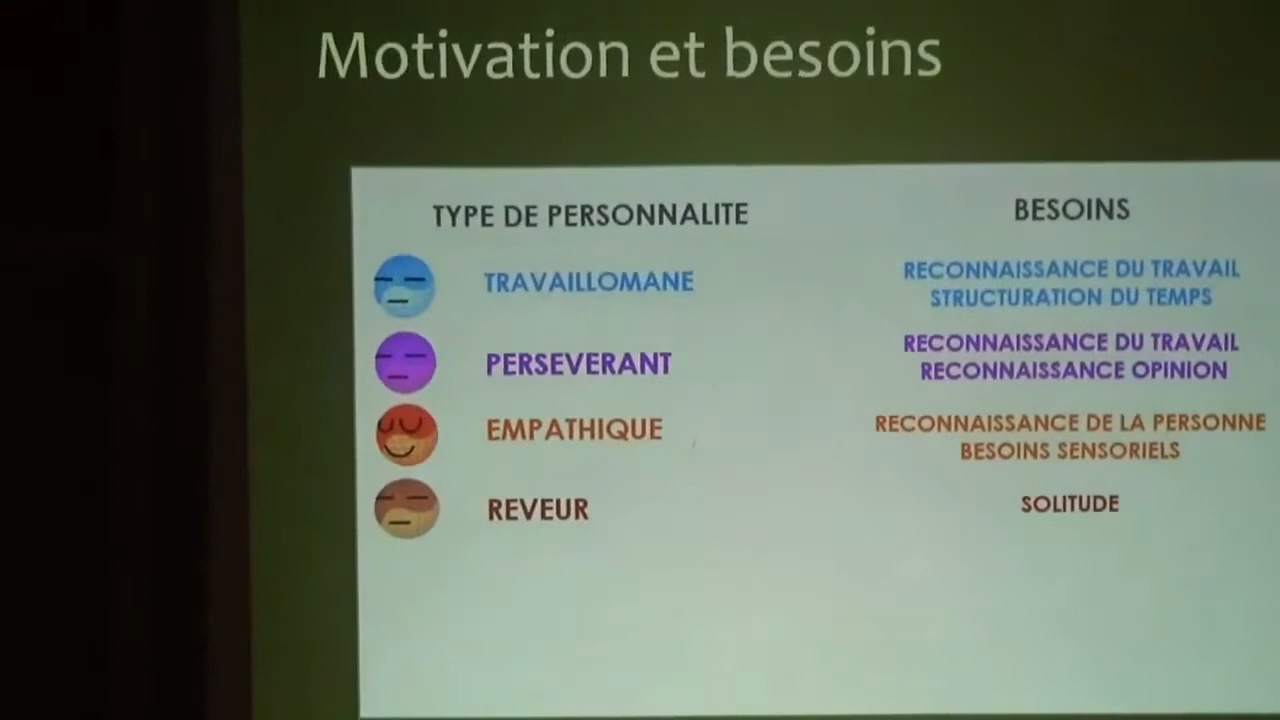 Motivation et besoins
TYPE DE PERSONNALITE
BESOINS
TRAVAILLOMANE
RECONNAISSANCE DU TRAVAIL
STRUCTURATION DU TEMPS
PERSEVERANT
RECONNAISSANCE DU TRAVAIL
RECONNAISSANCE OPINION
EMPATHIQUE
RECONNAISSANCE DE LA PERSONNE
BESOINS SENSORIELS
REVEUR
SOLITUDE